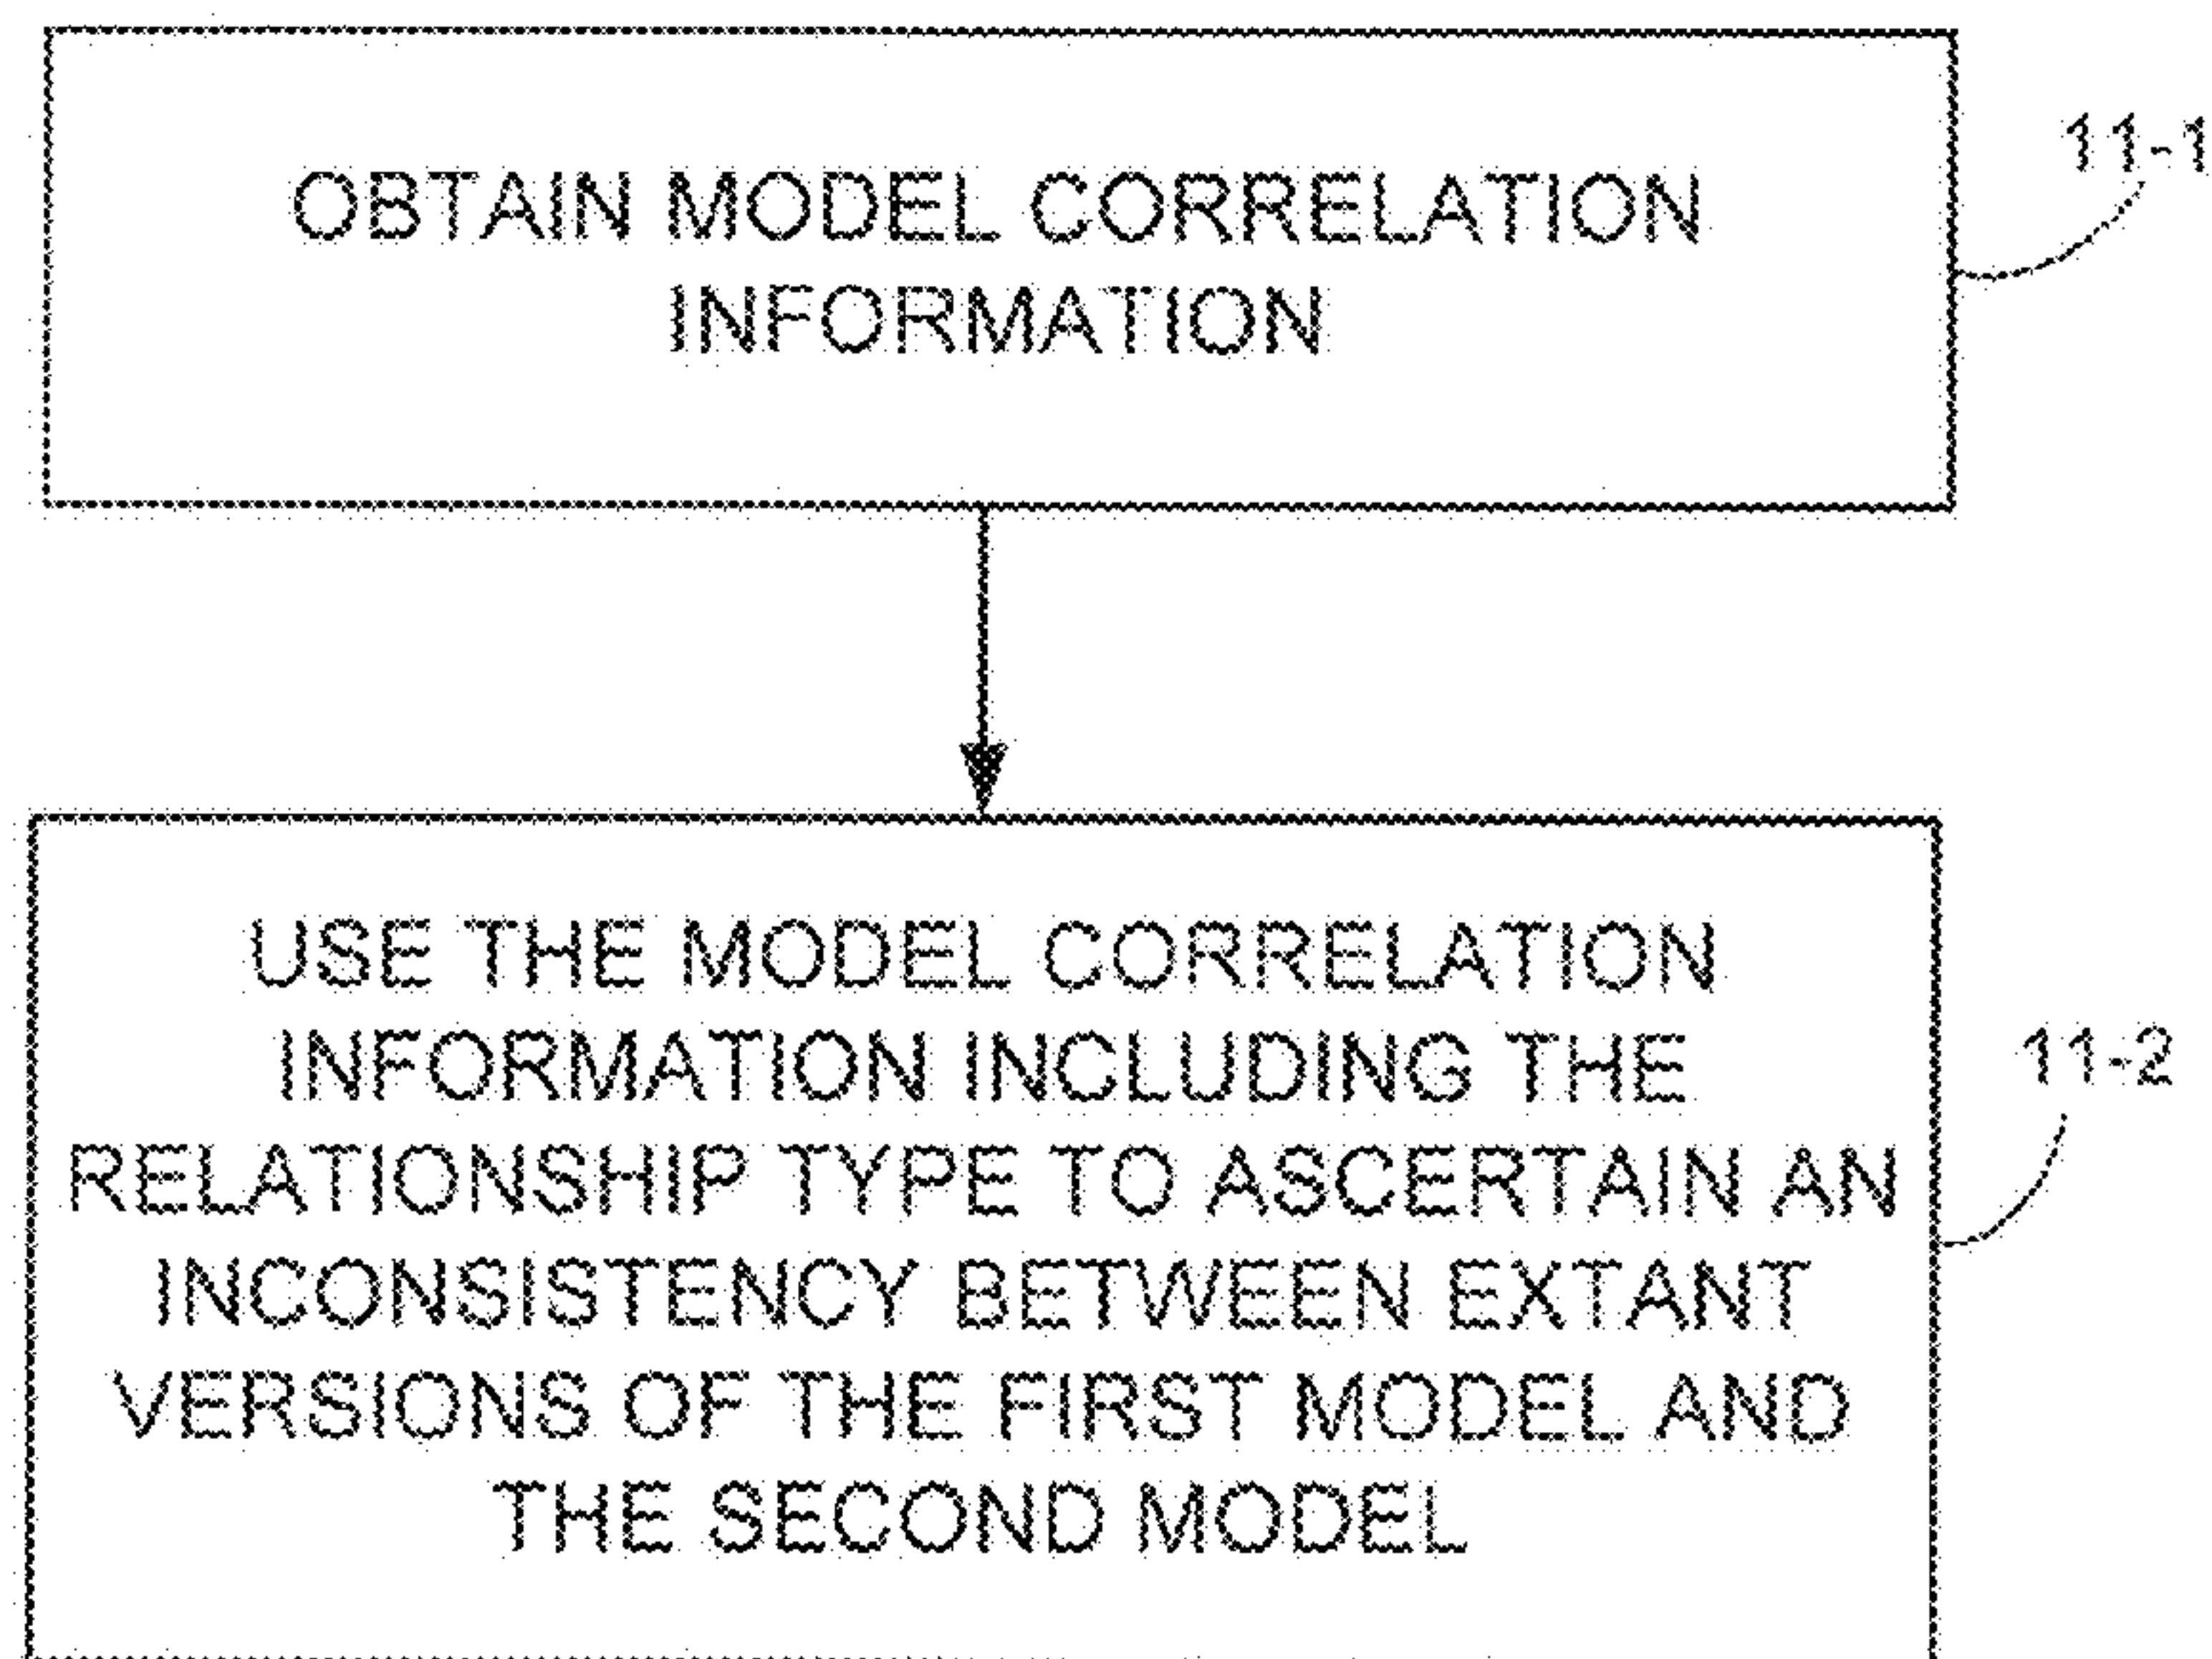 OBTAIN MODEL CORRELATION
INFORMATION
11-1
USE THE MODEL CORRELATION
INFORMATION INCLUDING THE
RELATIONSHIP TYPE TO ASCERTAIN AN
INCONSISTENCY BETWEEN EXTANT
VERSIONS OF THE FIRST MODEL AND
THE SECOND MODEL
11-2